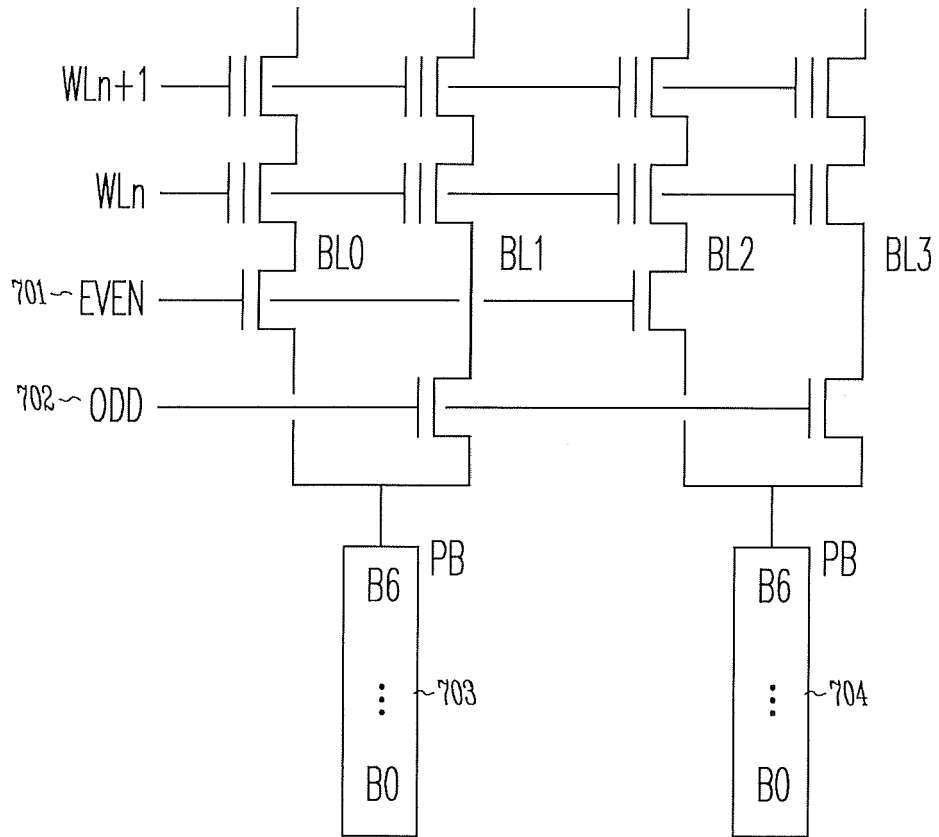 WLn+1
WLn
BL0 BL1 BL2 BL3
701 EVEN
702 ODD
PB PB
B6 B6
⋮ 703 ⋮ 704
B0 B0